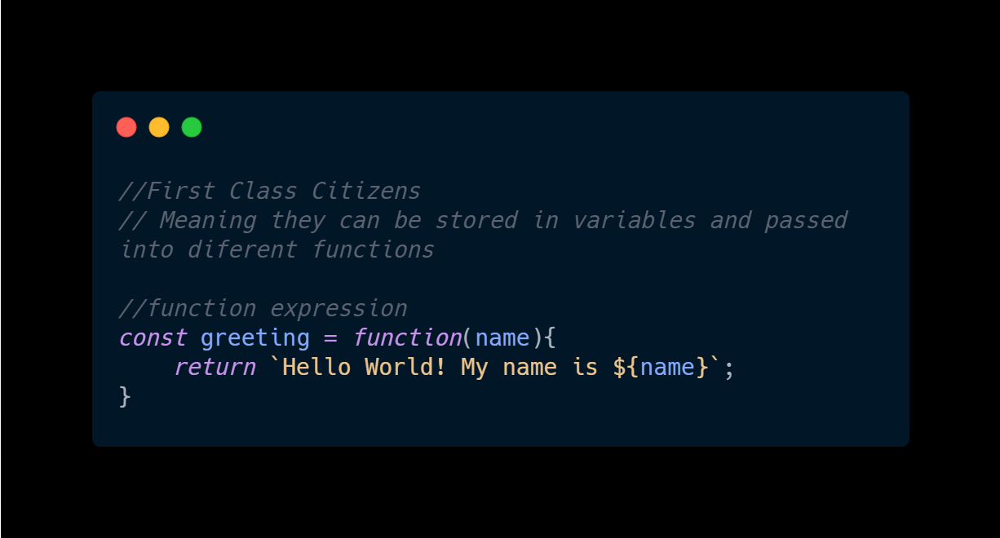 //First Class Citizens
// Meaning they can be stored in variables and passed
into diferent functions
//function expression
const greeting = function(name){
    return `Hello World! My name is ${name}`;
}